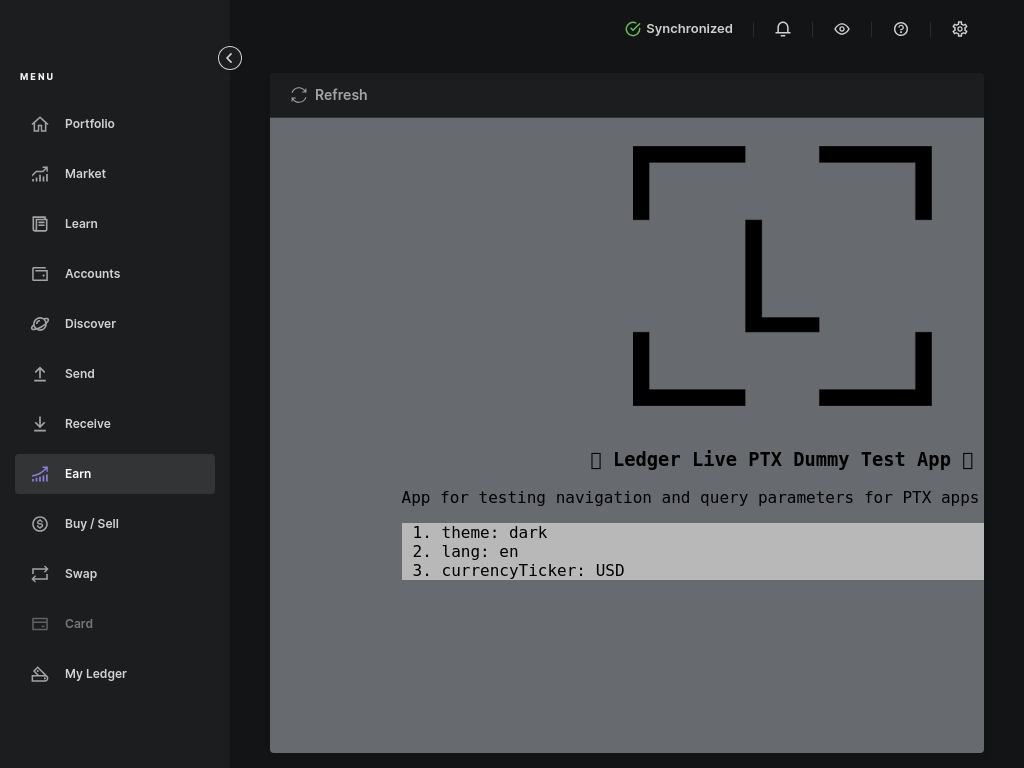 Synchronized
MENU
Refresh
Portfolio
Market
Learn
Accounts
Discover
Send
Receive
Earn
Buy / Sell
Swap
Card
My Ledger
Ledger Live PTX Dummy Test App
App for testing navigation and query parameters for PTX apps
1. theme: dark
2. lang: en
3. currencyTicker: USD